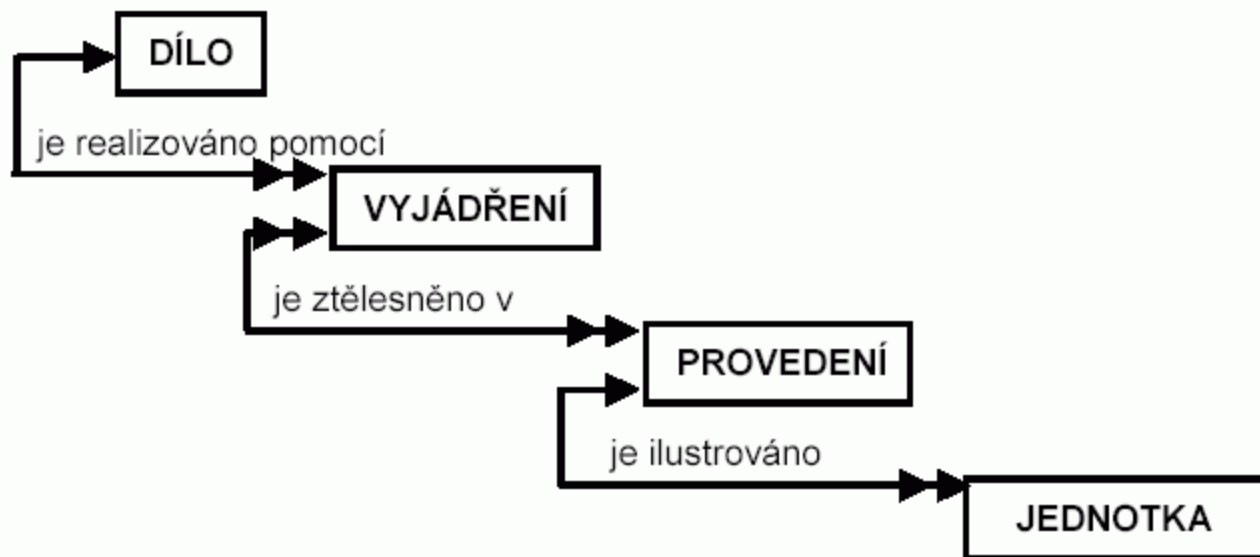 DÍLO
je realizováno pomocí
VYJÁDŘENÍ
je ztělesněno v
PROVEDENÍ
je ilustrováno
JEDNOTKA